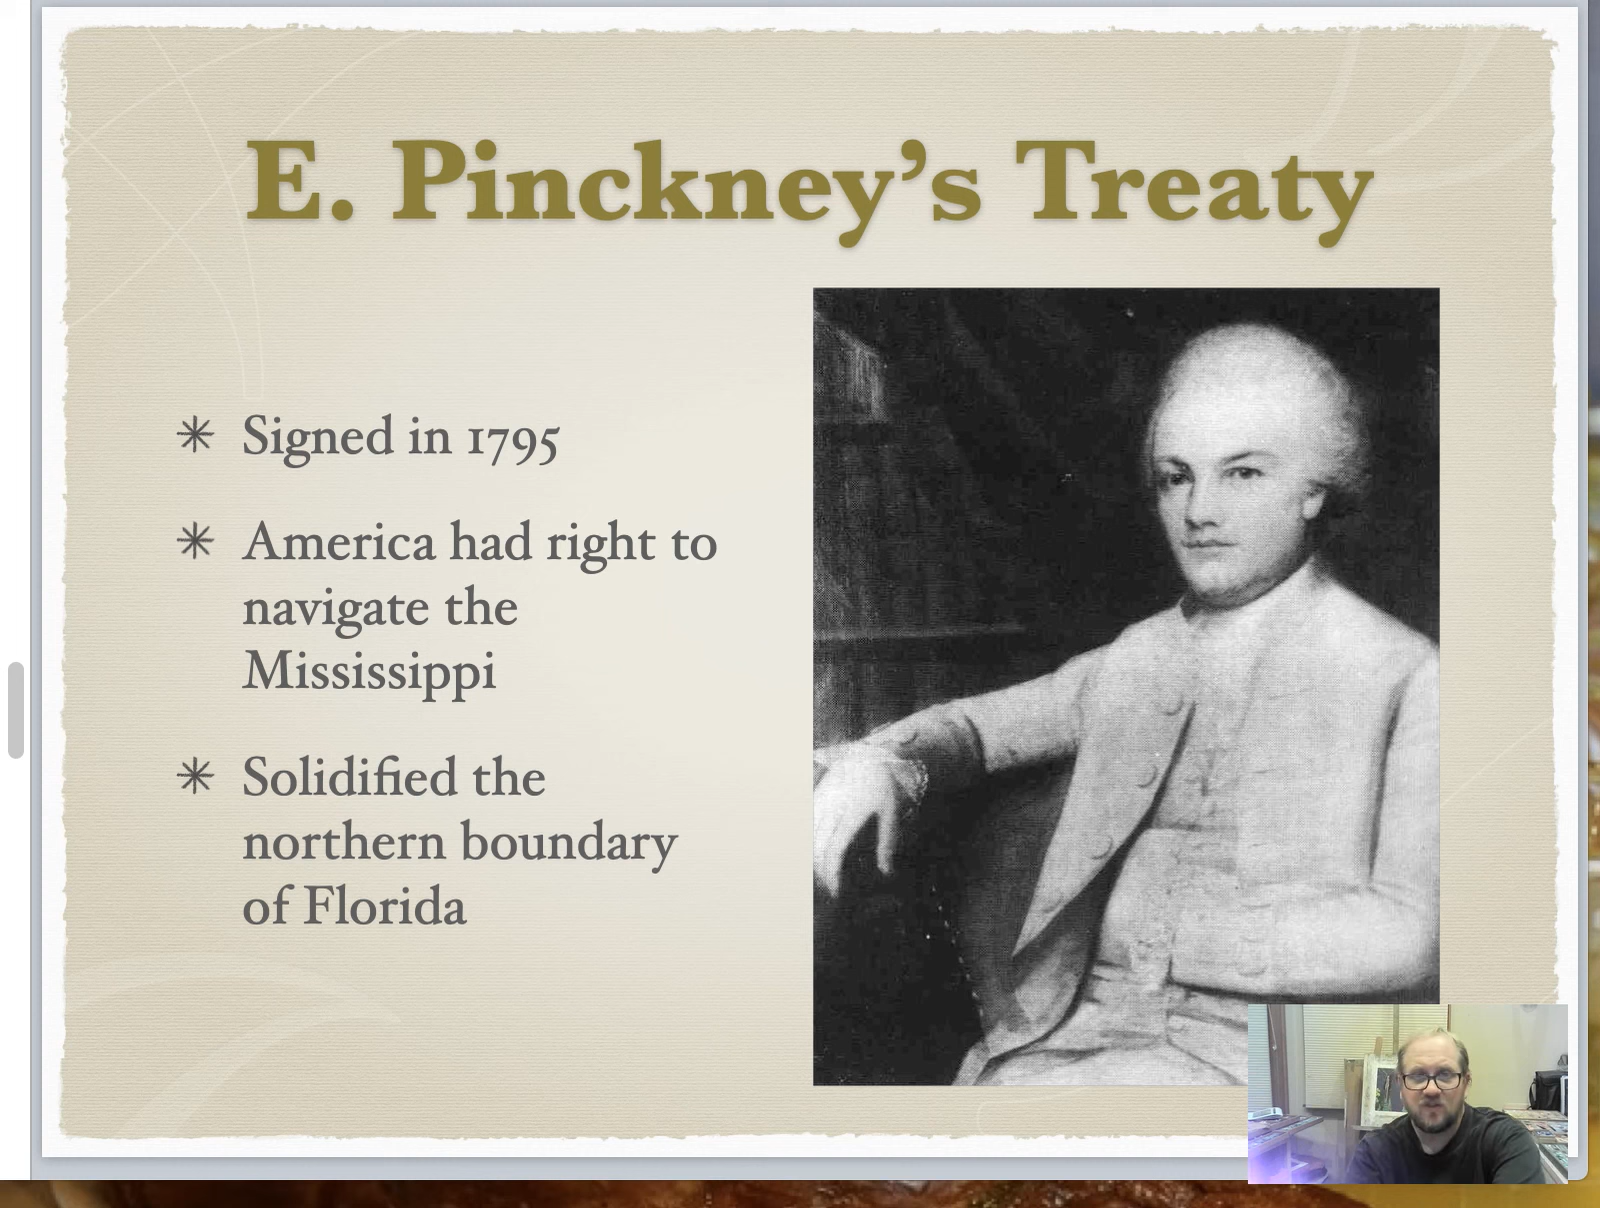 E. Pinckney’s Treaty
Signed in 1795
America had right to
navigate the
Mississippi
Solidified the
northern boundary
of Florida